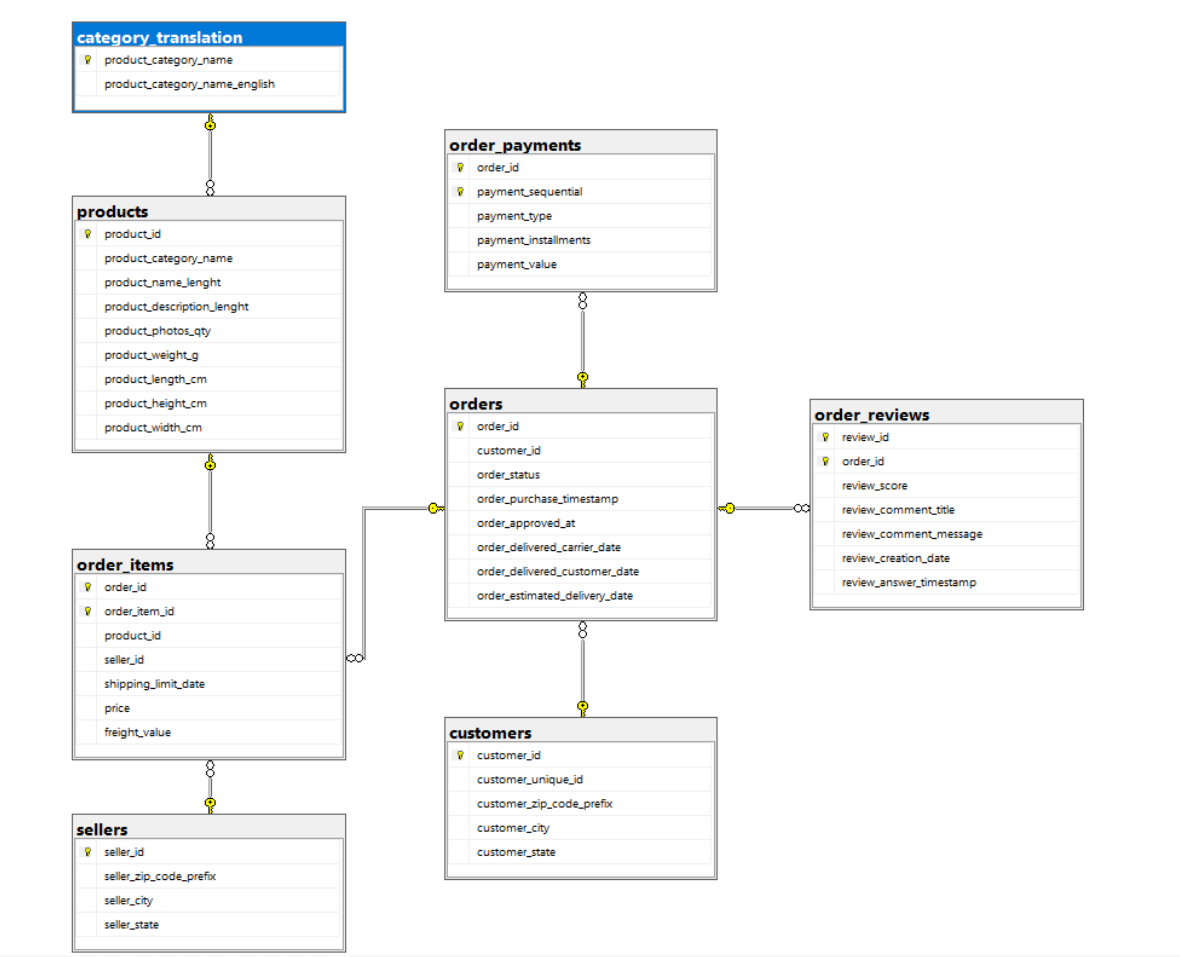 category_translation
product_category_name
product_category_name_english
products
product_id
product_category_name
product_name_lenght
product_description_lenght
product_photos_qty
product_weight_g
product_length_cm
product_height_cm
product_width_cm
order_items
order_id
order_item_id
product_id
seller_id
shipping_limit_date
price
freight_value
sellers
seller_id
seller_zip_code_prefix
seller_city
seller_state
order_payments
order_id
payment_sequential
payment_type
payment_installments
payment_value
orders
order_id
customer_id
order_status
order_purchase_timestamp
order_approved_at
order_delivered_carrier_date
order_delivered_customer_date
order_estimated_delivery_date
customers
customer_id
customer_unique_id
customer_zip_code_prefix
customer_city
customer_state
order_reviews
review_id
order_id
review_score
review_comment_title
review_comment_message
review_creation_date
review_answer_timestamp